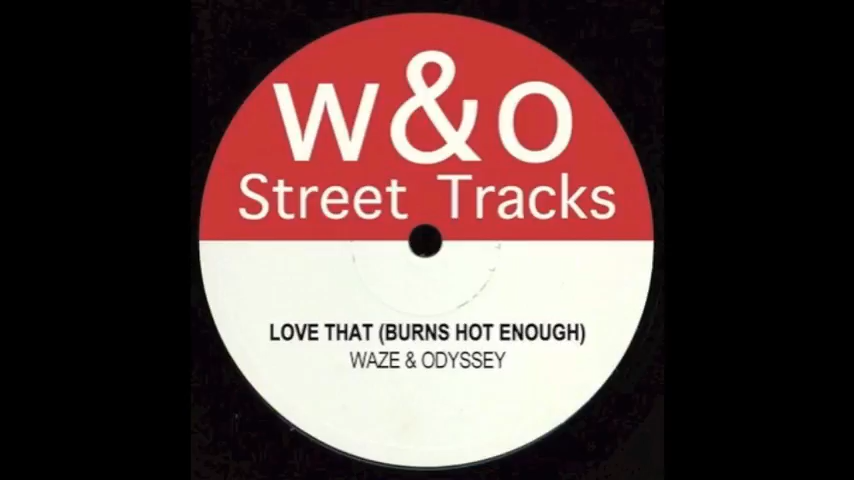 w&o
Street Tracks
LOVE THAT (BURNS HOT ENOUGH)
WAZE & ODYSSEY